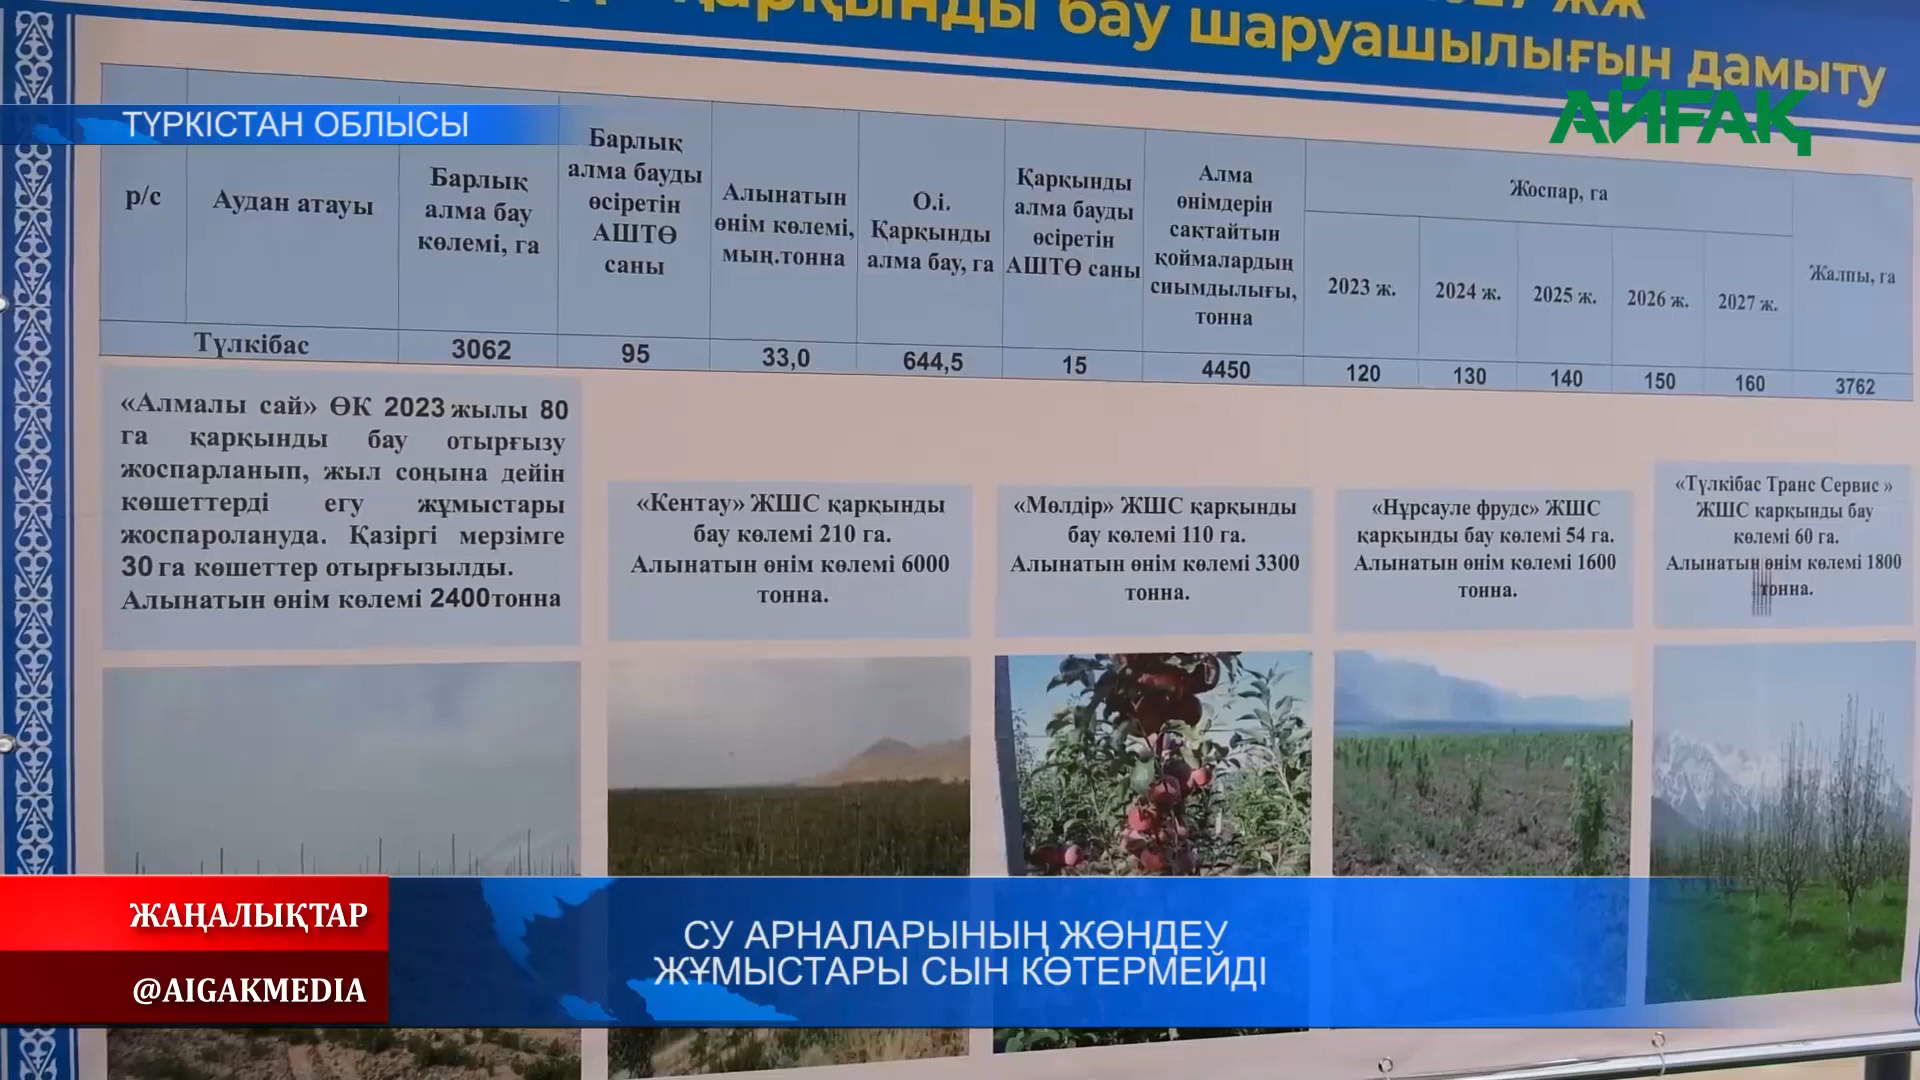 қарқынды бау шаруашылығын дамыту
АЙҒАҚ
ТҮРКІСТАН ОБЛЫСЫ
р/с
Аудан атауы
Барлық
алма бау
көлемі, га
Барлық
алма бауды
өсіретін
АШТӨ
саны
Алынатын
өнім көлемі,
мың.тонна
О.і.
Қарқынды
алма бау, га
Қарқынды
алма бауды
өсіретін
АШТӨ саны
Алма
өнімдерін
сақтайтын
қоймалардың
сиымдылығы,
тонна
Жоспар, га
2023 ж.
2024 ж.
2025 ж.
2026 ж.
2027 ж.
Жалпы, га
Түлкібас 3062 95 33,0 644,5 15 4450 120 130 140 150 160 3762
«Алмалы сай» ӨК 2023 жылы 80
га қарқынды бау отырғызу
жоспарланып, жыл соңына дейін
көшеттерді егу жұмыстары
жоспоролануда. Қазіргі мерзімге
30 га көшеттер отырғызылды.
Алынатын өнім көлемі 2400тонна
«Кентау» ЖШС қарқынды
бау көлемі 210 га.
Алынатын өнім көлемі 6000
тонна.
«Мөлдір» ЖШС қарқынды
бау көлемі 110 га.
Алынатын өнім көлемі 3300
тонна.
«Нұрсауле фрудс» ЖШС
қарқынды бау көлемі 54 га.
Алынатын өнім көлемі 1600
тонна.
«Түлкібас Транс Сервис »
ЖШС қарқынды бау
көлемі 60 га.
Алынатын өнім көлемі 1800
тонна.
ЖАҢАЛЫҚТАР
@AIGAKMEDIA
СУ АРНАЛАРЫНЫҢ ЖӨНДЕУ
ЖҰМЫСТАРЫ СЫН КӨТЕРМЕЙДІ